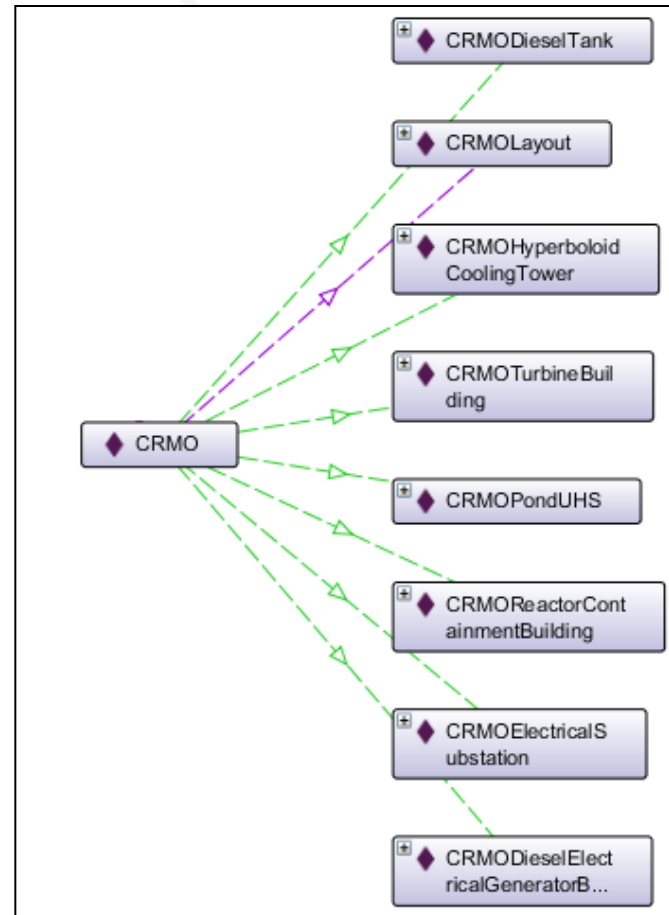 CRMODieselTank
CRMOLayout
CRMOHyperboloid
CoolingTower
CRMOTurbineBuil
ding
CRMO
CRMOPondUHS
CRMOReactorCont
ainmentBuilding
CRMOElectricalS
ubstation
CRMODieselElect
ricalGeneratorB...